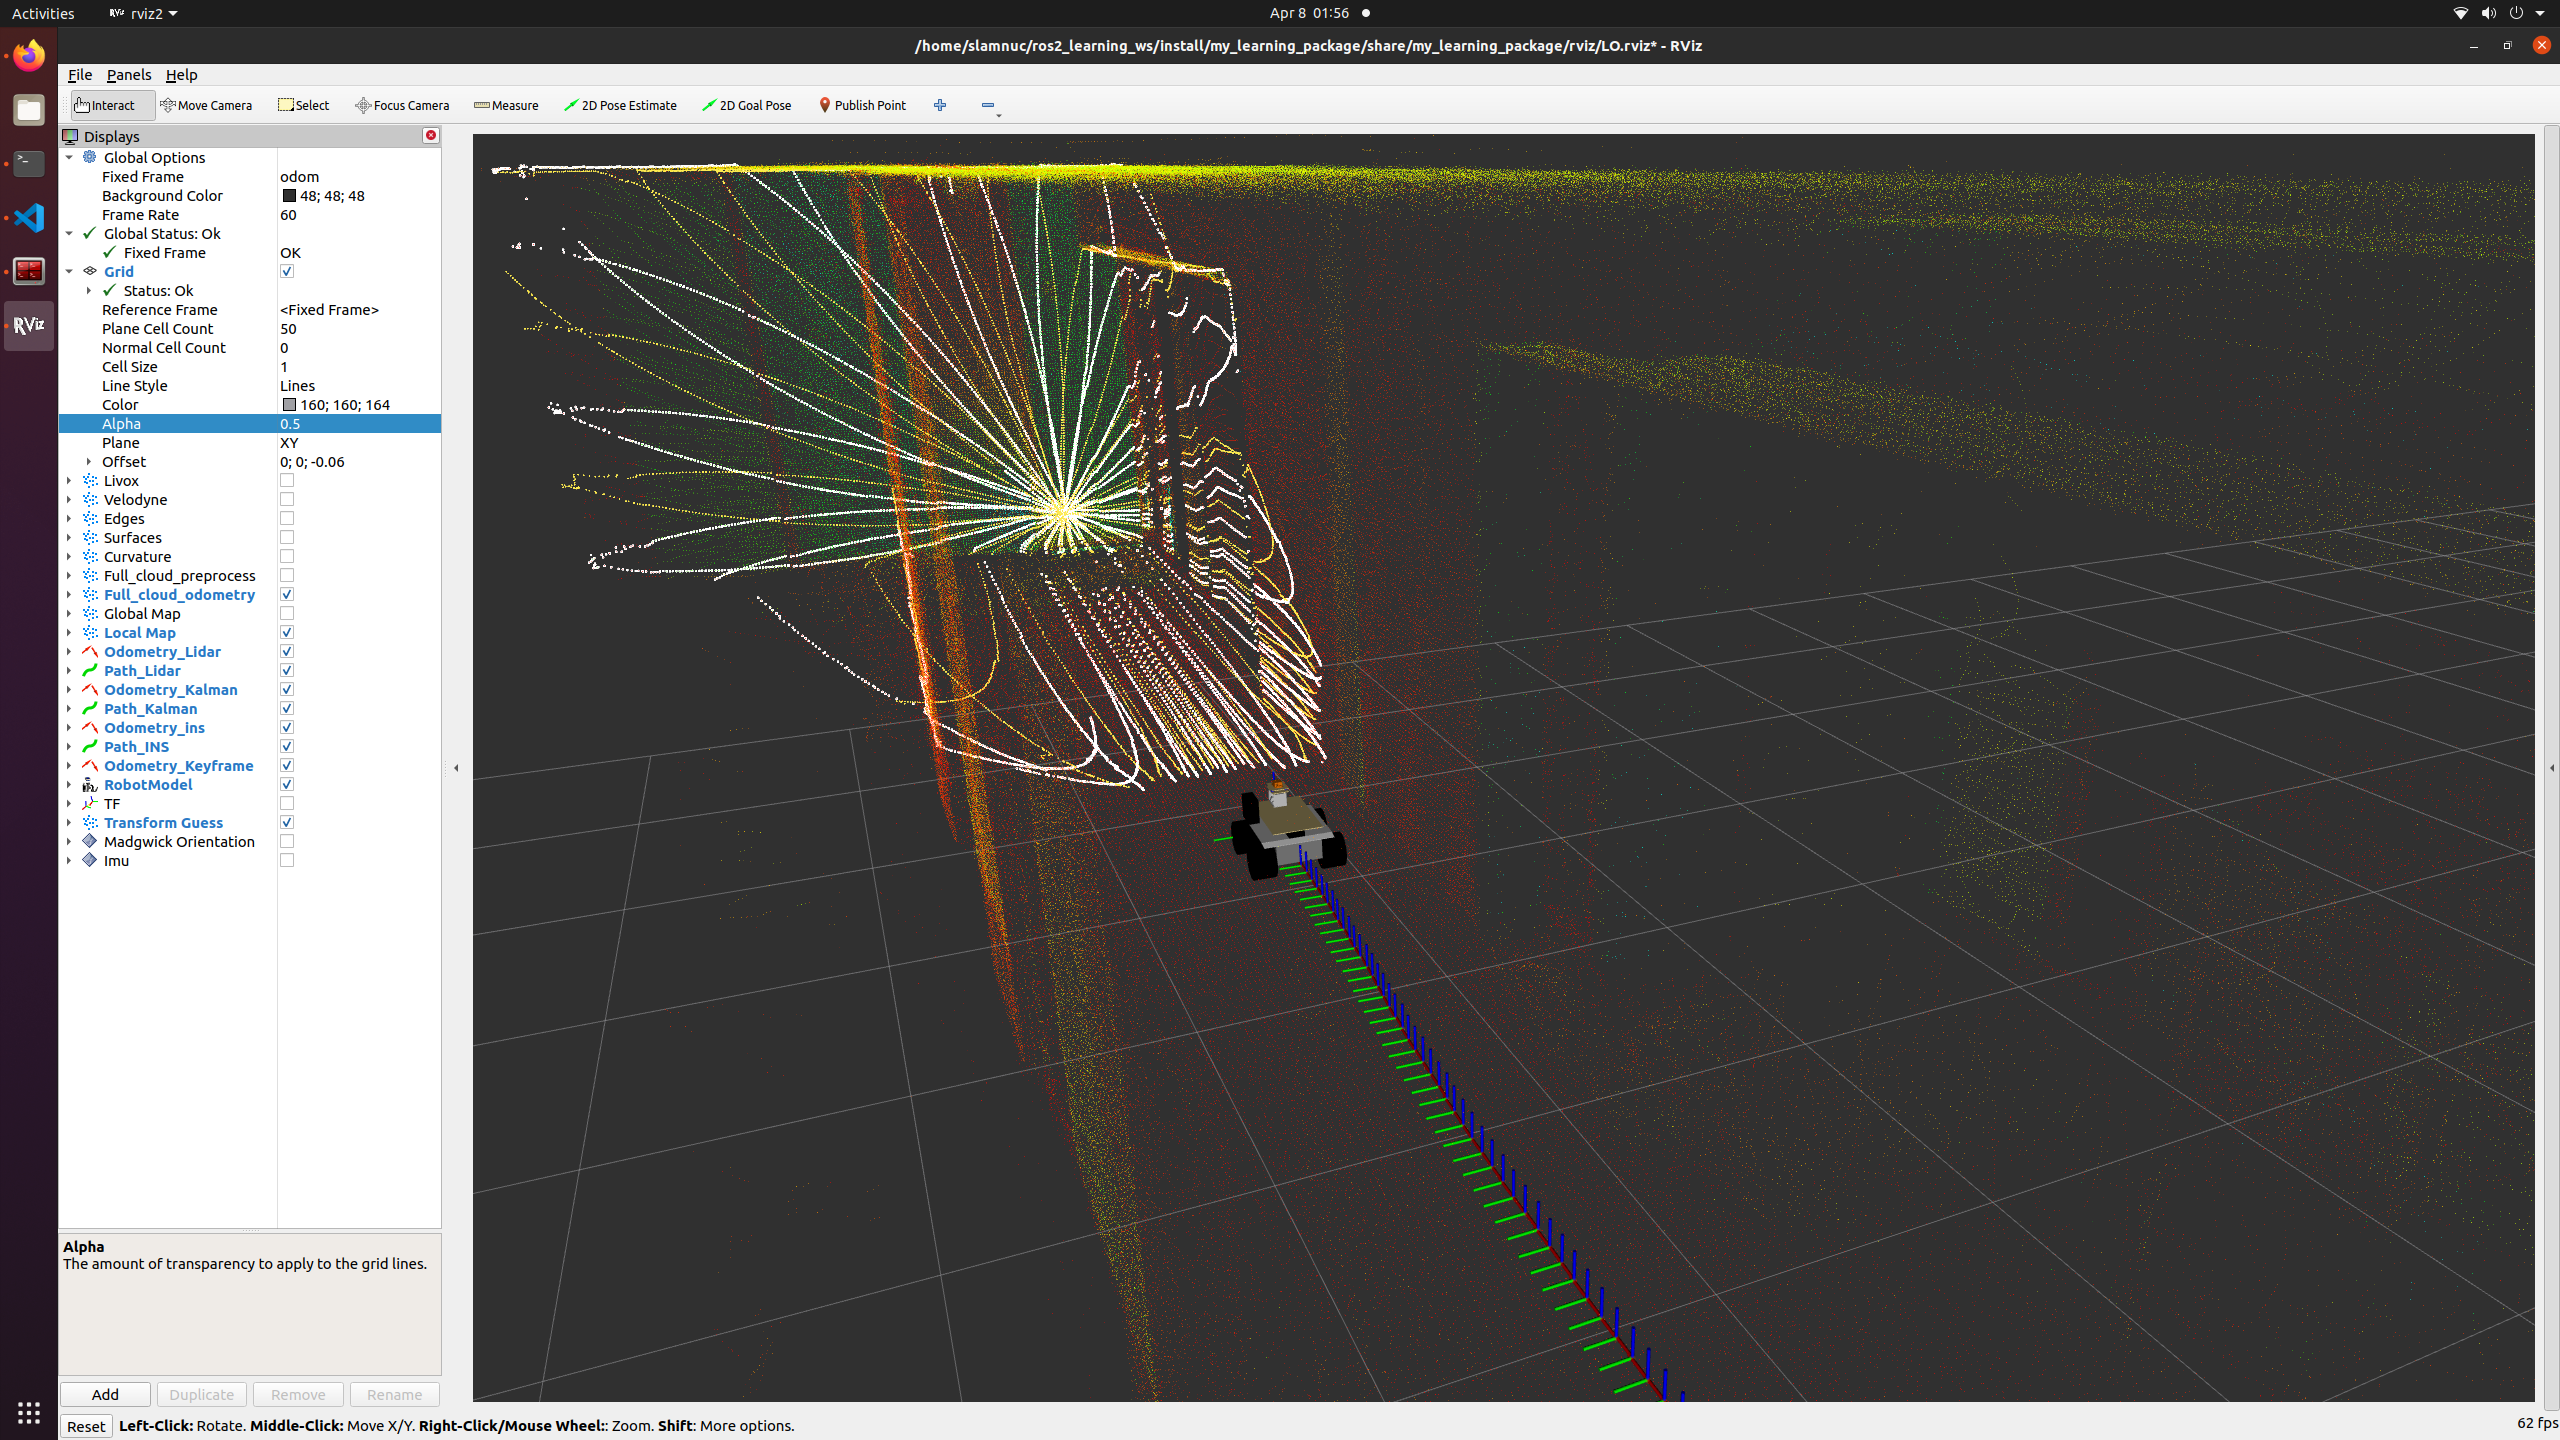 Activities RViz rviz2 Apr 8 01:56
/home/slamnuc/ros2_learning_ws/install/my_learning_package/share/my_learning_package/rviz/LO.rviz* - RViz
File Panels Help
Interact Move Camera Select Focus Camera Measure 2D Pose Estimate 2D Goal Pose Publish Point
Displays
Global Options
Fixed Frame odom
Background Color 48; 48; 48
Frame Rate 60
Global Status: Ok
Fixed Frame OK
Grid
Status: Ok
Reference Frame <Fixed Frame>
Plane Cell Count 50
Normal Cell Count 0
Cell Size 1
Line Style Lines
Color 160; 160; 164
Alpha 0.5
Plane XY
Offset 0; 0; -0.06
Livox
Velodyne
Edges
Surfaces
Curvature
Full_cloud_preprocess
Full_cloud_odometry
Global Map
Local Map
Odometry_Lidar
Path_Lidar
Odometry_Kalman
Path_Kalman
Odometry_ins
Path_INS
Odometry_Keyframe
RobotModel
TF
Transform Guess
Madgwick Orientation
Imu
RViz
Alpha
The amount of transparency to apply to the grid lines.
Add Duplicate Remove Rename
Reset Left-Click: Rotate. Middle-Click: Move X/Y. Right-Click/Mouse Wheel:: Zoom. Shift: More options. 62 fps